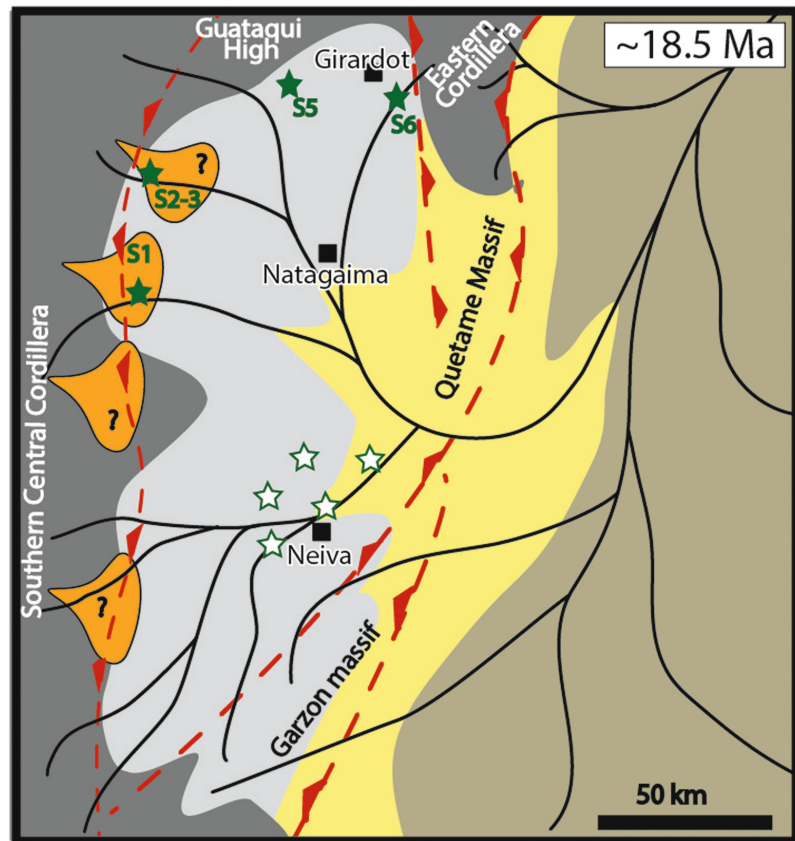 Guataqui
High
Girardot
Eastern
Cordillera
~18.5 Ma
S5
S6
?
S2-3
S1
Natagaima
Quetame Massif
Southern Central Cordillera
?
Neiva
?
Garzon massif
50 km